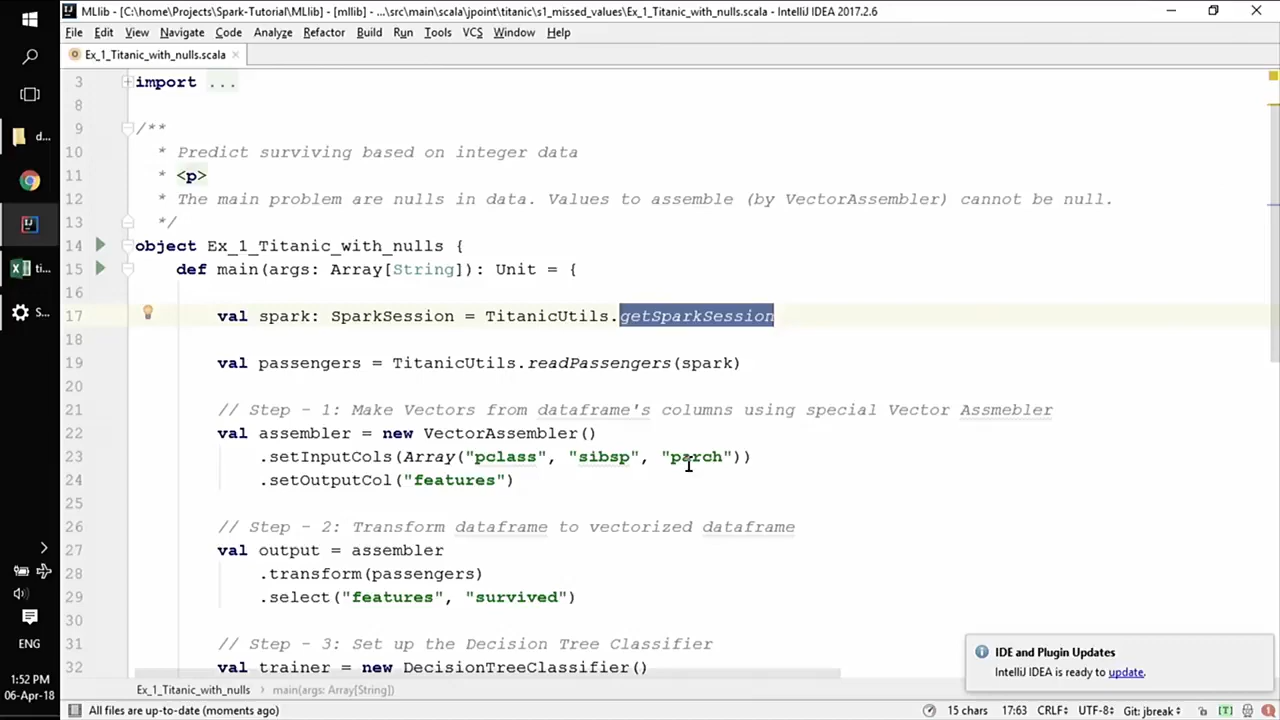 MLlib - [C:\home\Projects\Spark-Tutorial\MLlib] - [mllib] - ...\src\main\scala\jpoint\titanic\s1_missed_values\Ex_1_Titanic_with_nulls.scala - IntelliJ IDEA 2017.2.6
File Edit View Navigate Code Analyze Refactor Build Run Tools VCS Window Help
Ex_1_Titanic_with_nulls.scala
3 import ...
8
9 /**
10 * Predict surviving based on integer data
11 * <p>
12 * The main problem are nulls in data. Values to assemble (by VectorAssembler) cannot be null.
13 */
14 object Ex_1_Titanic_with_nulls {
15 def main(args: Array[String]): Unit = {
16
17 val spark: SparkSession = TitanicUtils.getSparkSession
18
19 val passengers = TitanicUtils.readPassengers(spark)
20
21 // Step - 1: Make Vectors from dataframe's columns using special Vector Assmebler
22 val assembler = new VectorAssembler()
23 .setInputCols(Array("pclass", "sibsp", "parch"))
24 .setOutputCol("features")
25
26 // Step - 2: Transform dataframe to vectorized dataframe
27 val output = assembler
28 .transform(passengers)
29 .select("features", "survived")
30
31 // Step - 3: Set up the Decision Tree Classifier
32 val trainer = new DecisionTreeClassifier()
d...
ti...
S...
ENG
1:52 PM
06-Apr-18
IDE and Plugin Updates
IntelliJ IDEA is ready to update.
Ex_1_Titanic_with_nulls main(args: Array[String])
All files are up-to-date (moments ago) 15 chars 17:63 CRLF UTF-8 Git: jbreak [T]